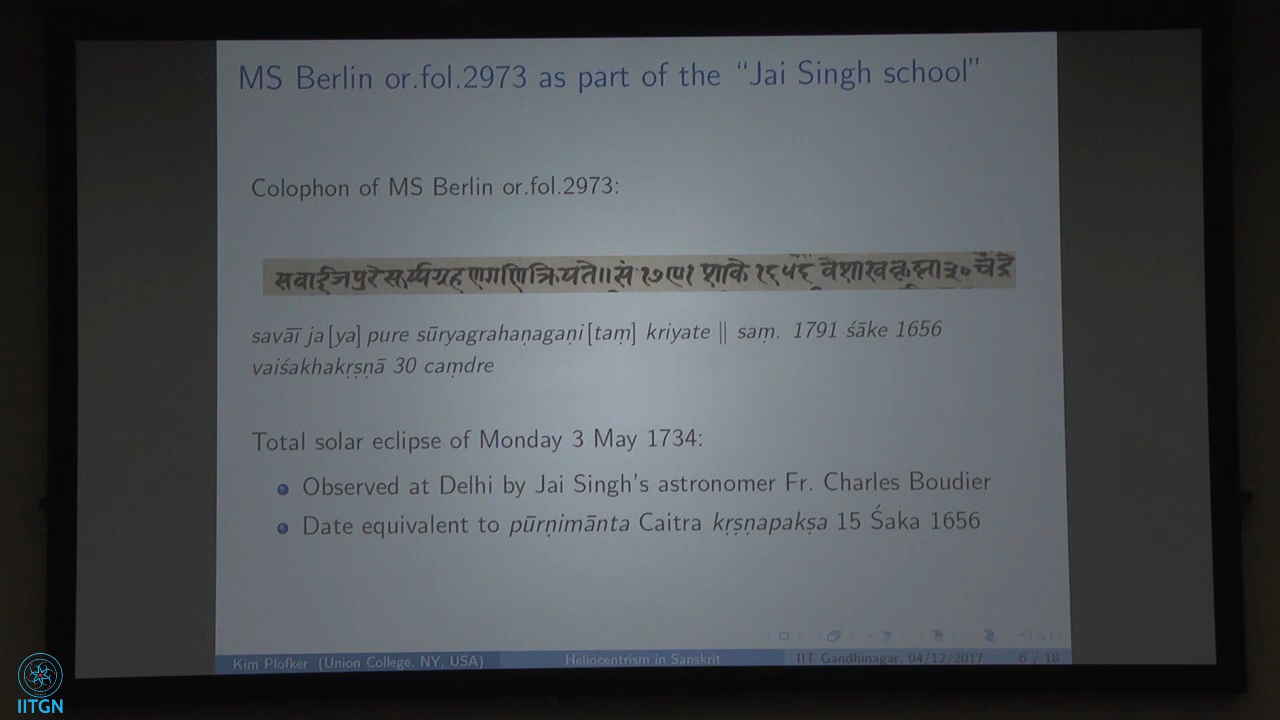 MS Berlin or.fol.2973 as part of the “Jai Singh school”
Colophon of MS Berlin or.fol.2973:
सवाईजपुरे सूर्यग्रहणगणिक्रियते॥ सं १७९१ शाके १६५६ वैशाखकृष्णा ३० चंद्रे
savāī ja[ya] pure sūryagrahaṇagaṇi[taṃ] kriyate || saṃ. 1791 śāke 1656
vaiśakhakṛṣṇā 30 caṃdre
Total solar eclipse of Monday 3 May 1734:
Observed at Delhi by Jai Singh's astronomer Fr. Charles Boudier
Date equivalent to pūrṇimānta Caitra kṛṣṇapakṣa 15 Śaka 1656
Kim Plofker (Union College, NY, USA) Heliocentrism in Sanskrit IIT Gandhinagar, 04/12/2017 6 / 18
IITGN